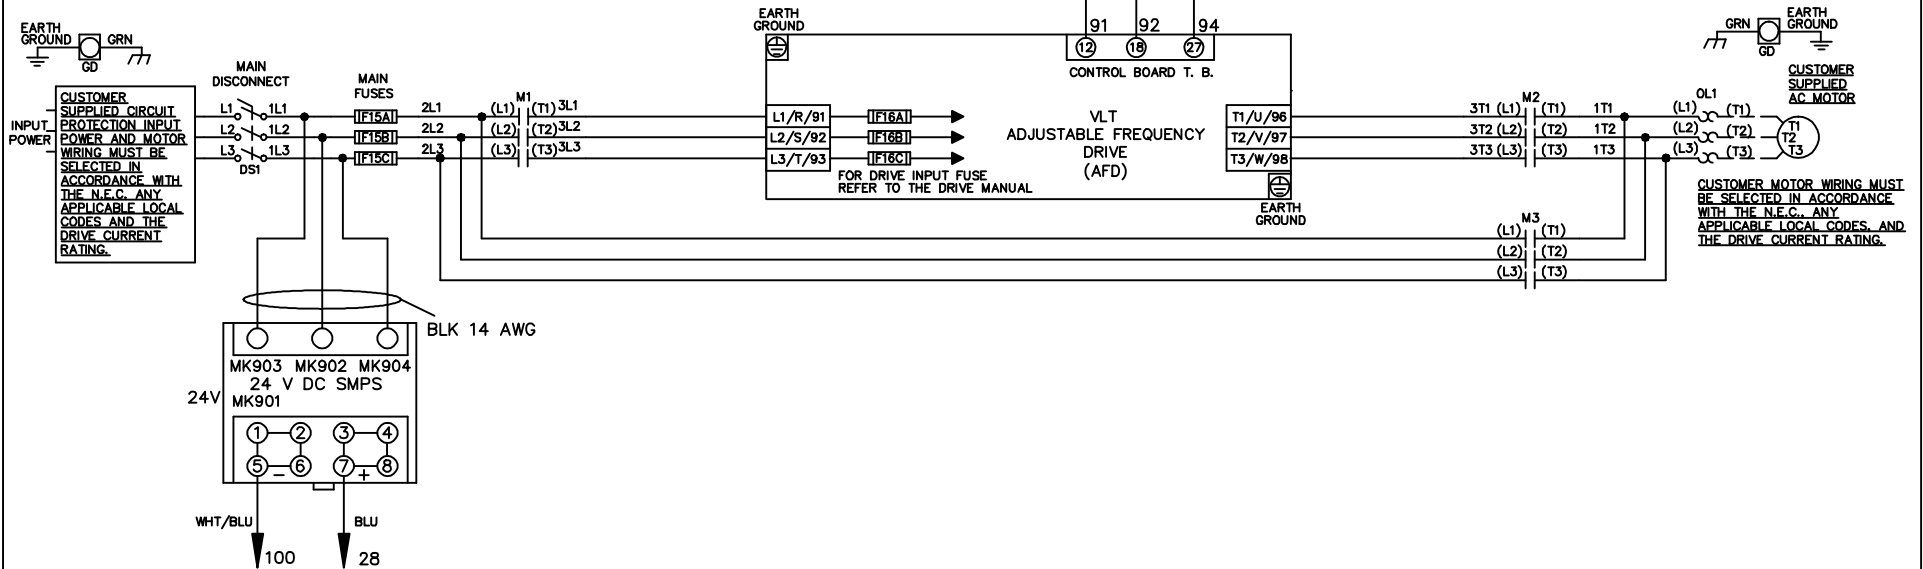 EARTH
GROUND
GRN
GD
CUSTOMER
SUPPLIED CIRCUIT
PROTECTION INPUT
POWER AND MOTOR
WIRING MUST BE
SELECTED IN
ACCORDANCE WITH
THE N.E.C. ANY
APPLICABLE LOCAL
CODES AND THE
DRIVE CURRENT
RATING.
INPUT
POWER
MAIN
DISCONNECT
L1 1L1
L2 1L2
L3 1L3
DS1
MAIN
FUSES
F15A
F15B
F15C
2L1
2L2
2L3
M1
(L1) (T1) 3L1
(L2) (T2) 3L2
(L3) (T3) 3L3
EARTH
GROUND
91 92 94
12 18 27
CONTROL BOARD T. B.
L1/R/91
L2/S/92
L3/T/93
F16A
F16B
F16C
FOR DRIVE INPUT FUSE
REFER TO THE DRIVE MANUAL
VLT
ADJUSTABLE FREQUENCY
DRIVE
(AFD)
T1/U/96
T2/V/97
T3/W/98
EARTH
GROUND
M2
3T1 (L1) (T1) 1T1
3T2 (L2) (T2) 1T2
3T3 (L3) (T3) 1T3
M3
(L1) (T1)
(L2) (T2)
(L3) (T3)
OL1
(L1) (T1)
(L2) (T2)
(L3) (T3)
T1
T2
T3
GRN
GD
EARTH
GROUND
CUSTOMER
SUPPLIED
AC MOTOR
CUSTOMER MOTOR WIRING MUST
BE SELECTED IN ACCORDANCE
WITH THE N.E.C., ANY
APPLICABLE LOCAL CODES, AND
THE DRIVE CURRENT RATING.
BLK 14 AWG
MK903 MK902 MK904
24 V DC SMPS
24V
MK901
1 2 3 4
5 - 6 7 + 8
WHT/BLU
BLU
100
28